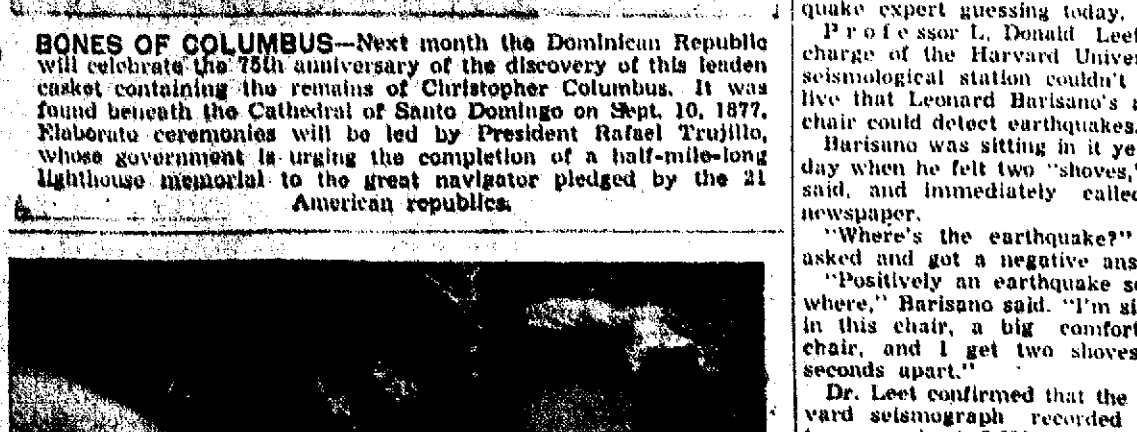 BONES OF COLUMBUS—Next month the Dominican Republic
will celebrate the 75th anniversary of the discovery of this leaden
casket containing the remains of Christopher Columbus. It was
found beneath the Cathedral of Santo Domingo on Sept. 10, 1877.
Elaborate ceremonies will be led by President Rafael Trujillo,
whose government is urging the completion of a half-mile-long
lighthouse memorial to the great navigator pledged by the 21
American republics.
quake expert guessing today.
Professor L. Donald Leet
charge of the Harvard Univer
seismological station couldn't
live that Leonard Barisano's a
chair could detect earthquakes.
Barisano was sitting in it ye
day when he felt two "shoves,"
said, and immediately called
newspaper.
"Where's the earthquake?"
asked and got a negative ans
"Positively an earthquake so
where," Barisano said. "I'm si
in this chair, a big comfort
chair, and I get two shoves
seconds apart."
Dr. Leet confirmed that the
vard seismograph recorded